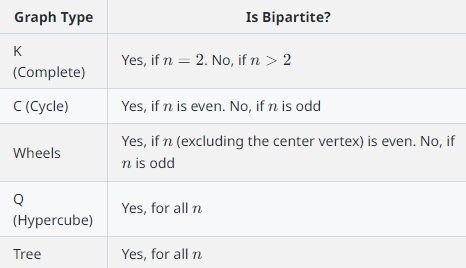 Graph Type Is Bipartite?
K
(Complete)
Yes, if n = 2. No, if n > 2
C (Cycle) Yes, if n is even. No, if n is odd
Wheels
Yes, if n (excluding the center vertex) is even. No, if
n is odd
Q
(Hypercube)
Yes, for all n
Tree Yes, for all n